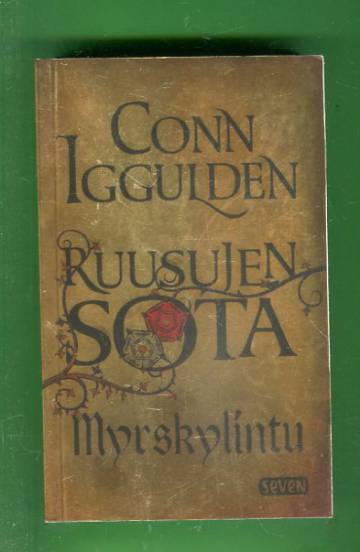 CONN
IGGULDEN
RUUSUJEN
SOTA
Myrskylintu
seven